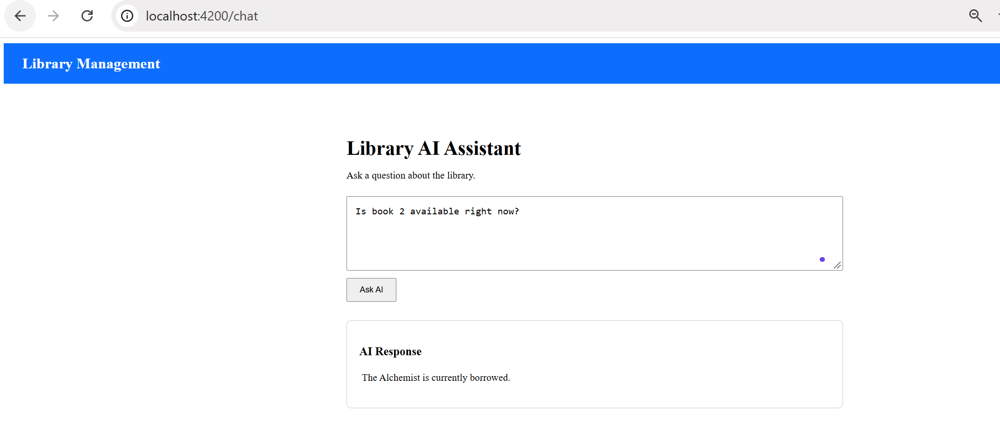 localhost:4200/chat
Library Management
Library AI Assistant
Ask a question about the library.
Is book 2 available right now?
Ask AI
AI Response
The Alchemist is currently borrowed.